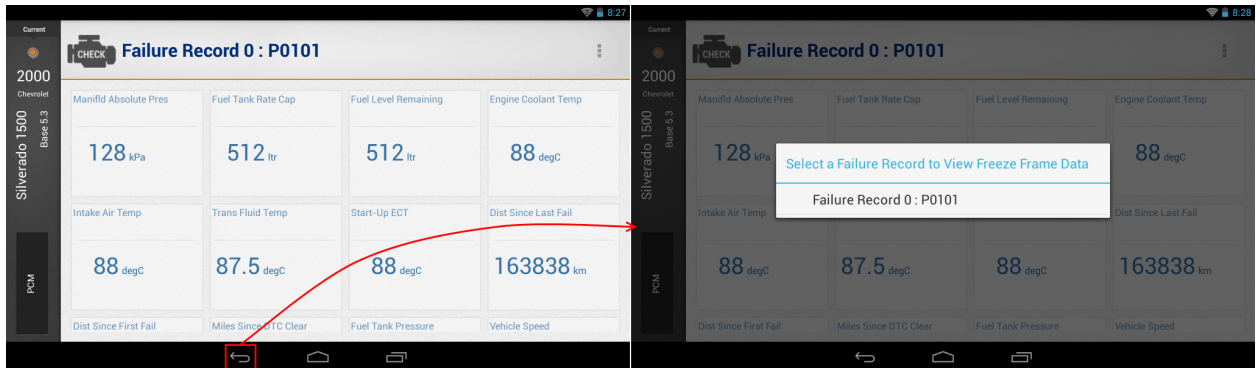 8:27
Current
CHECK
Failure Record 0 : P0101
2000
Chevrolet
Silverado 1500
Base 5.3
PCM
Manifld Absolute Pres
Fuel Tank Rate Cap
Fuel Level Remaining
Engine Coolant Temp
128 kPa
512 ltr
512 ltr
88 degC
Intake Air Temp
Trans Fluid Temp
Start-Up ECT
Dist Since Last Fail
88 degC
87.5 degC
88 degC
163838 km
Dist Since First Fail
Miles Since DTC Clear
Fuel Tank Pressure
Vehicle Speed
8:28
Current
CHECK
Failure Record 0 : P0101
2000
Chevrolet
Silverado 1500
Base 5.3
PCM
Manifld Absolute Pres
Fuel Tank Rate Cap
Fuel Level Remaining
Engine Coolant Temp
128 kPa
88 degC
Select a Failure Record to View Freeze Frame Data
Failure Record 0 : P0101
Intake Air Temp
Dist Since Last Fail
88 degC
87.5 degC
88 degC
163838 km
Dist Since First Fail
Miles Since DTC Clear
Fuel Tank Pressure
Vehicle Speed